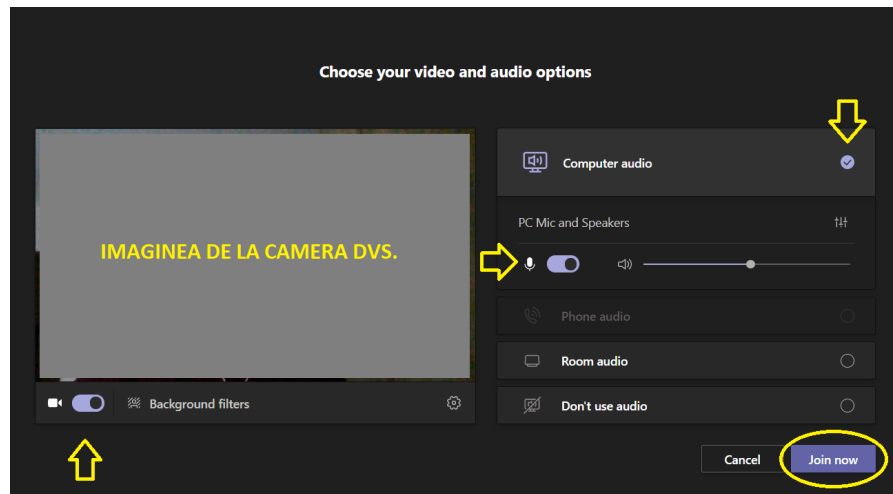 Choose your video and audio options
IMAGINEA DE LA CAMERA DVS.
Background filters
Computer audio
PC Mic and Speakers
Phone audio
Room audio
Don't use audio
Cancel
Join now